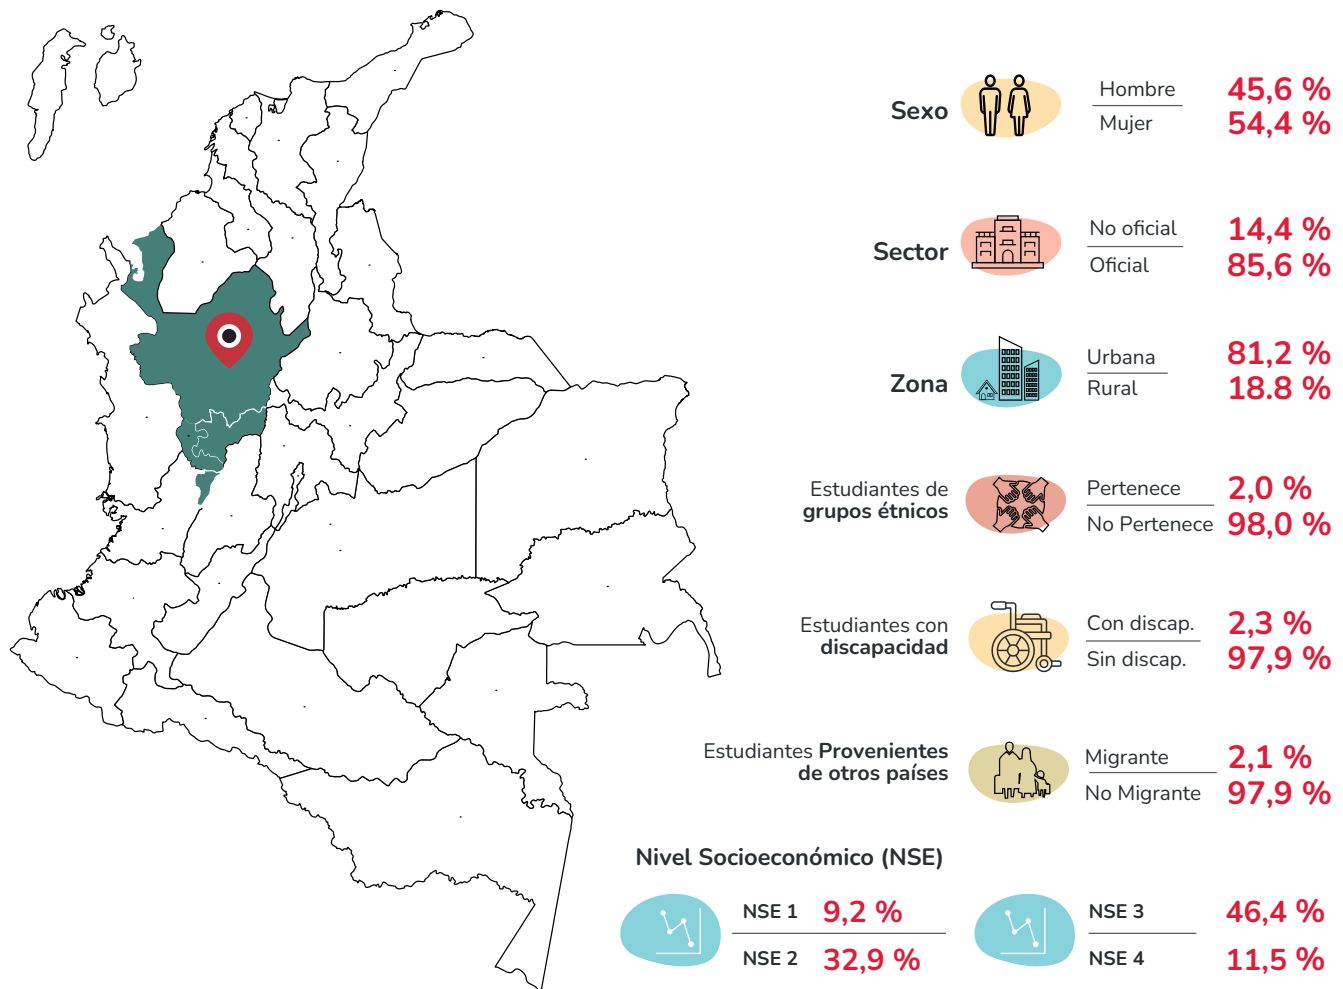 Sexo
Hombre 45,6 %
Mujer 54,4 %
Sector
No oficial 14,4 %
Oficial 85,6 %
Zona
Urbana 81,2 %
Rural 18.8 %
Estudiantes de
grupos étnicos
Pertenece 2,0 %
No Pertenece 98,0 %
Estudiantes con
discapacidad
Con discap. 2,3 %
Sin discap. 97,9 %
Estudiantes Provenientes
de otros países
Migrante 2,1 %
No Migrante 97,9 %
Nivel Socioeconómico (NSE)
NSE 1 9,2 %
NSE 2 32,9 %
NSE 3 46,4 %
NSE 4 11,5 %